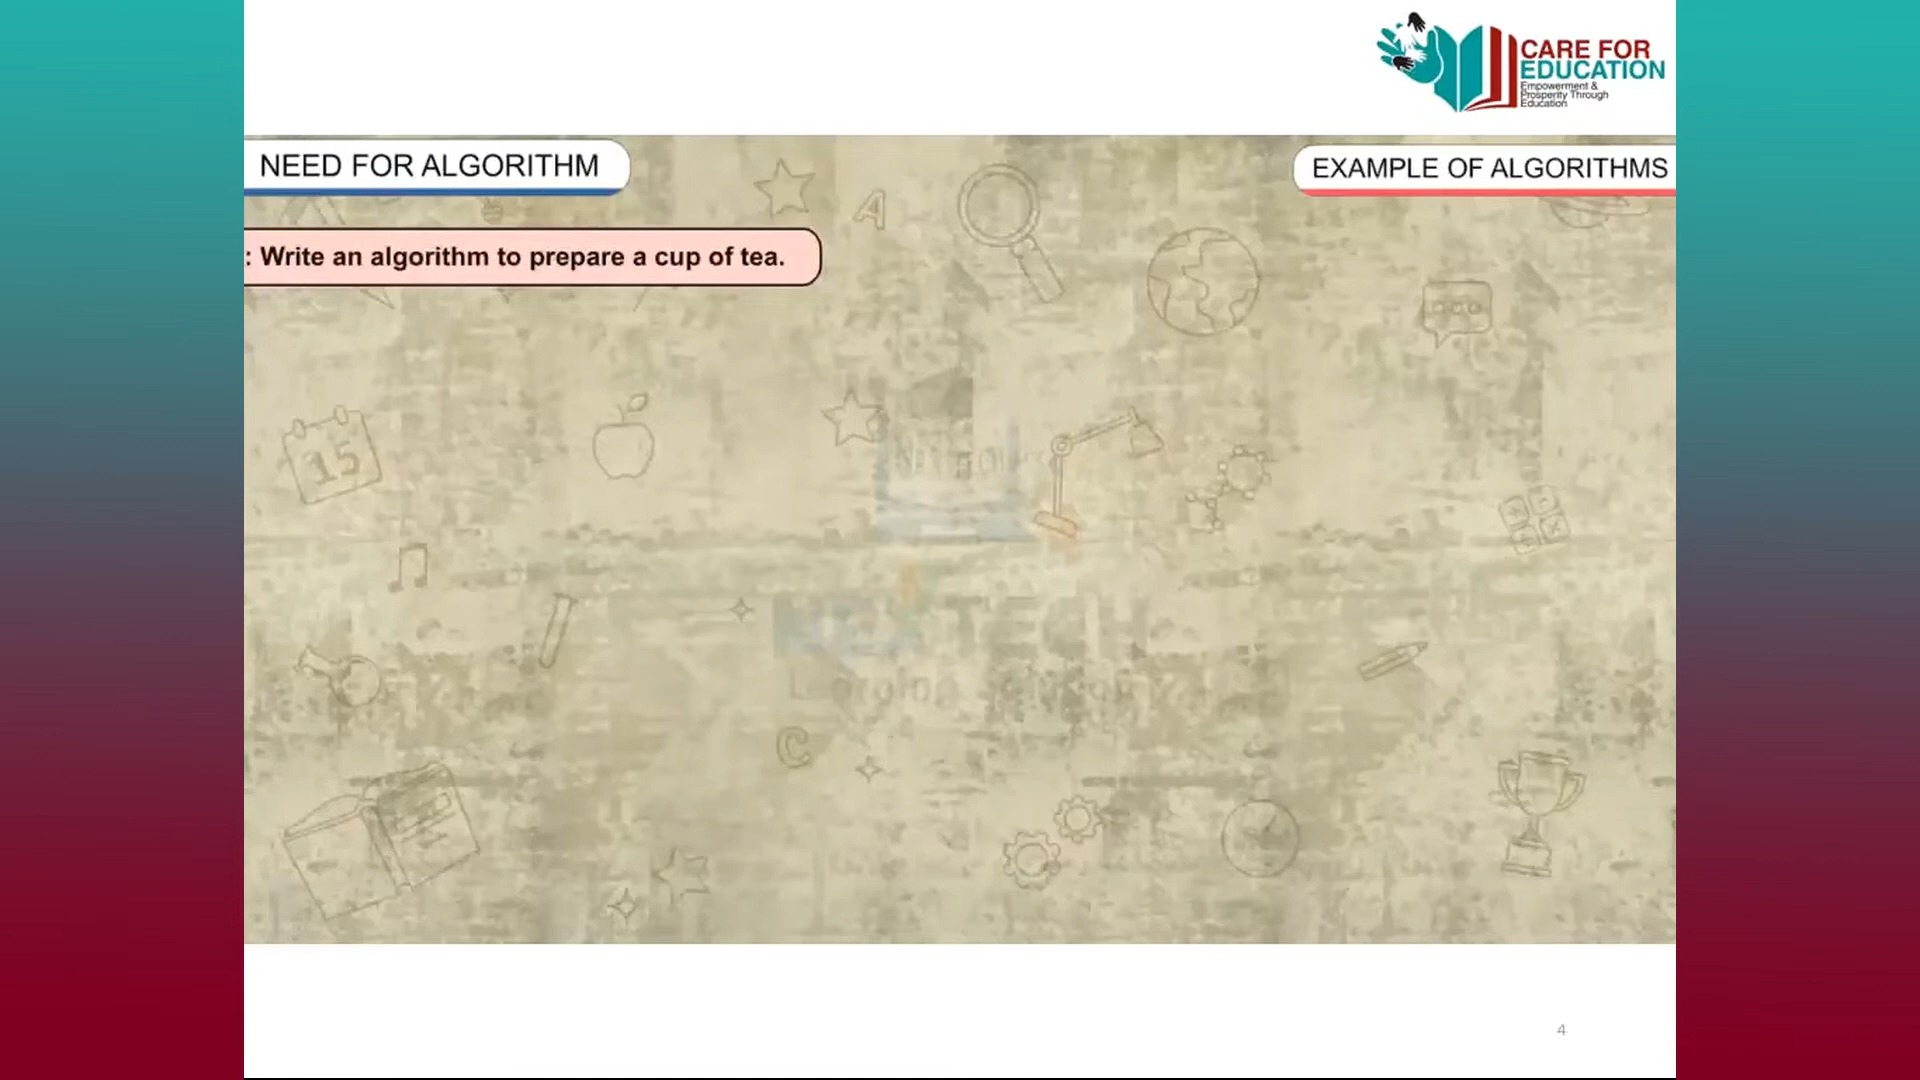 CARE FOR
EDUCATION
Empowerment &
Prosperity Through
Education
NEED FOR ALGORITHM
EXAMPLE OF ALGORITHMS
: Write an algorithm to prepare a cup of tea.
A
15
NEXTECH
C
4